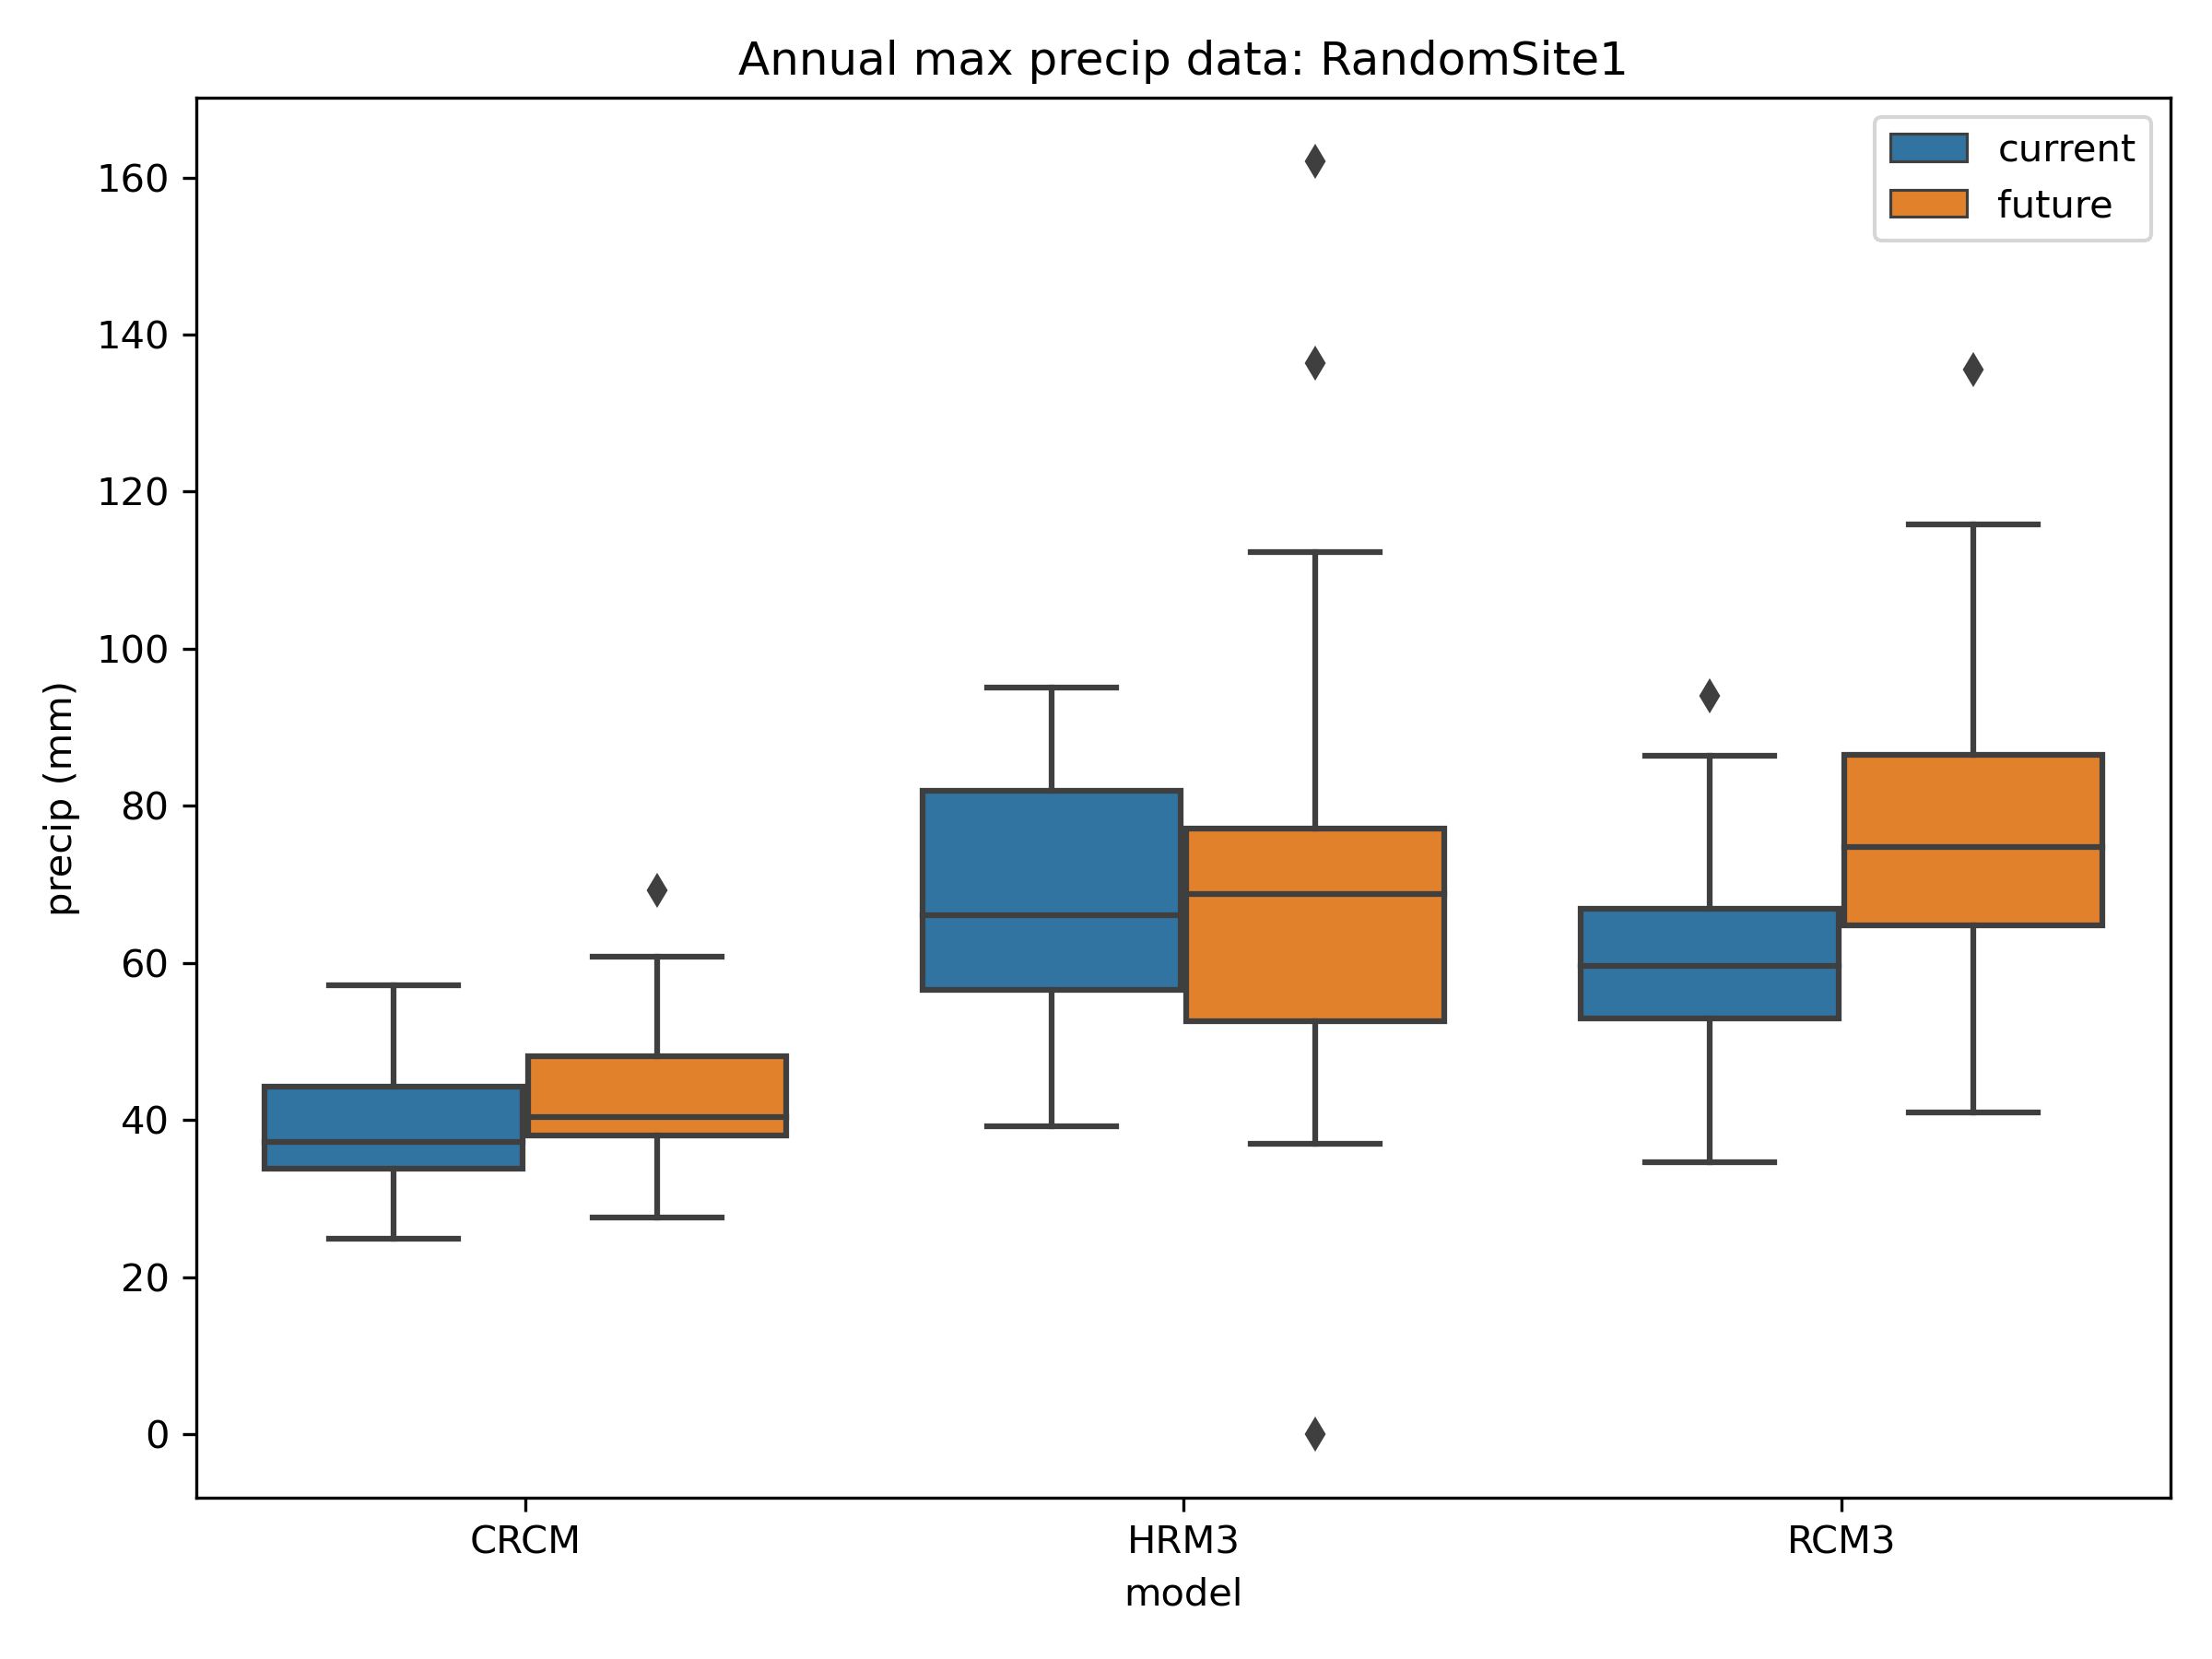 Annual max precip data: RandomSite1
current
future
precip (mm)
160
140
120
100
80
60
40
20
0
CRCM
HRM3
RCM3
model